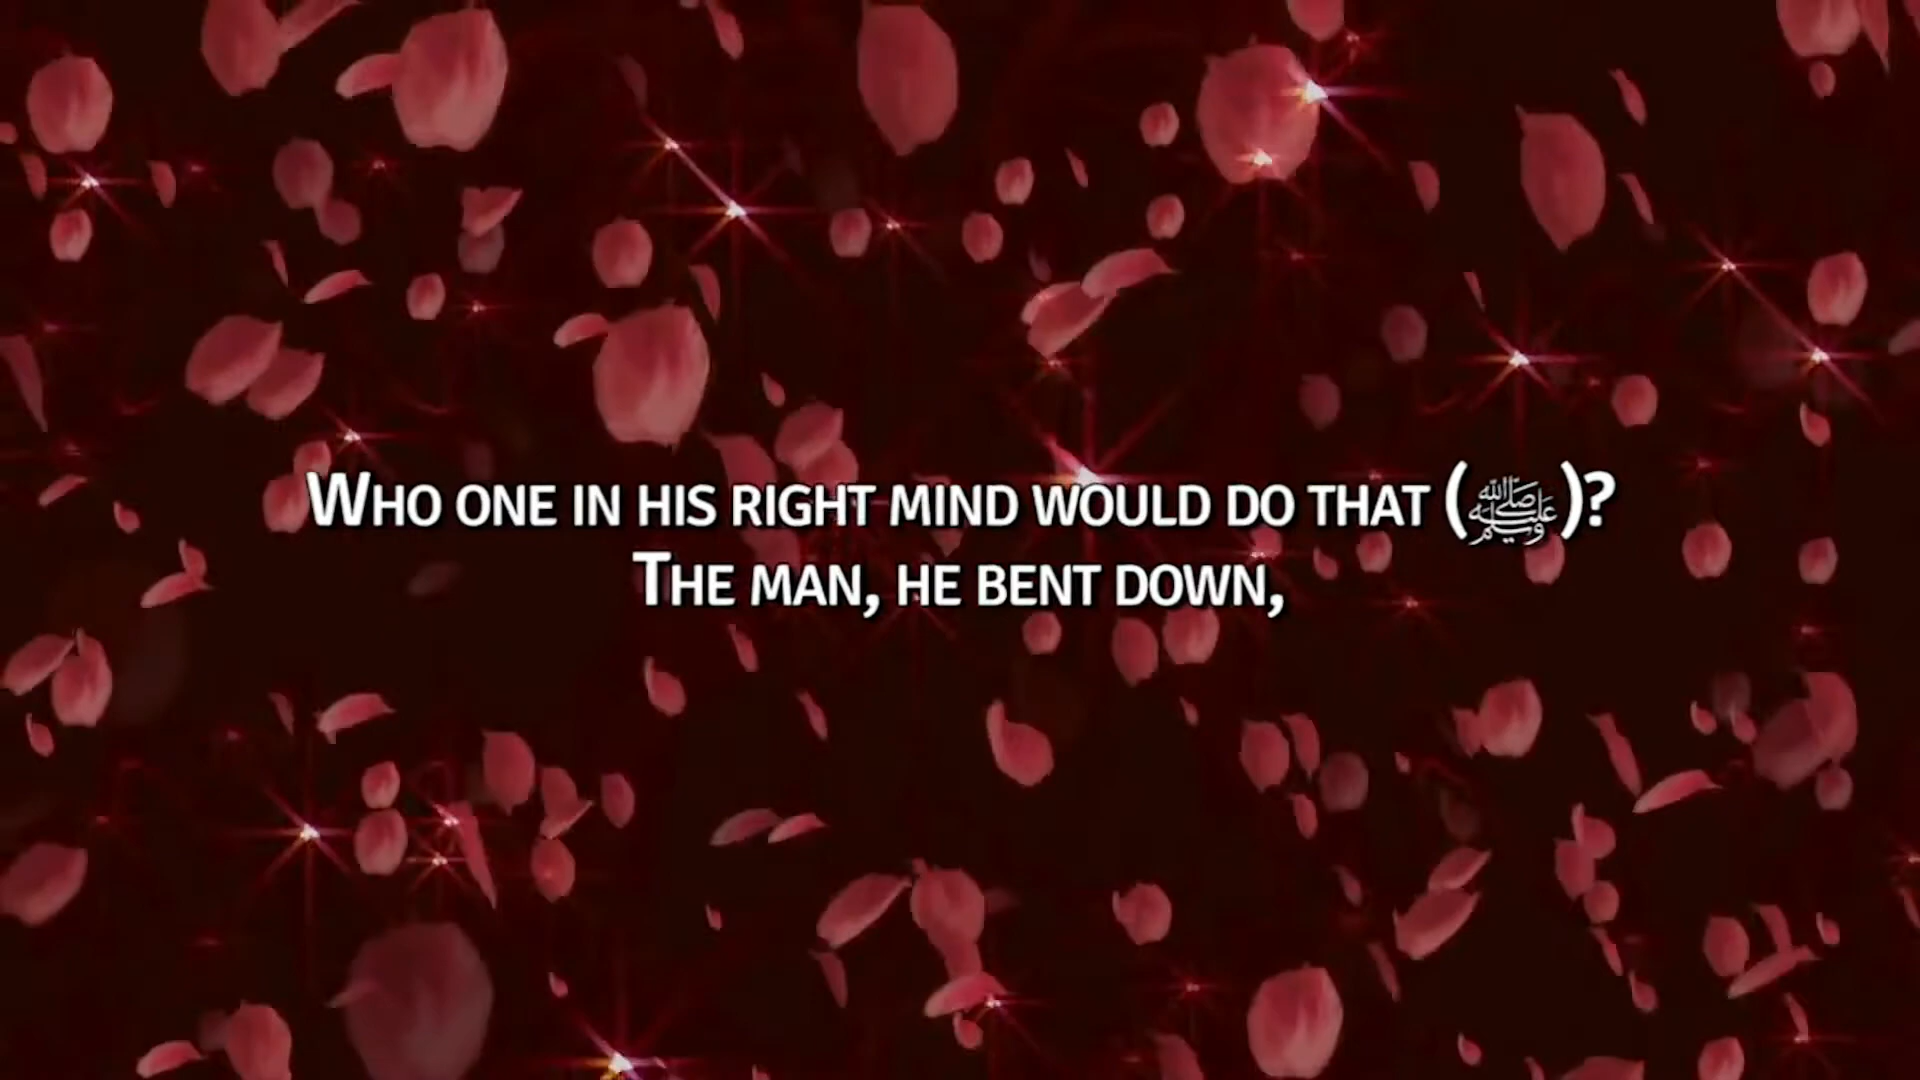 Who one in his right mind would do that (ﷺ)?
The man, he bent down,